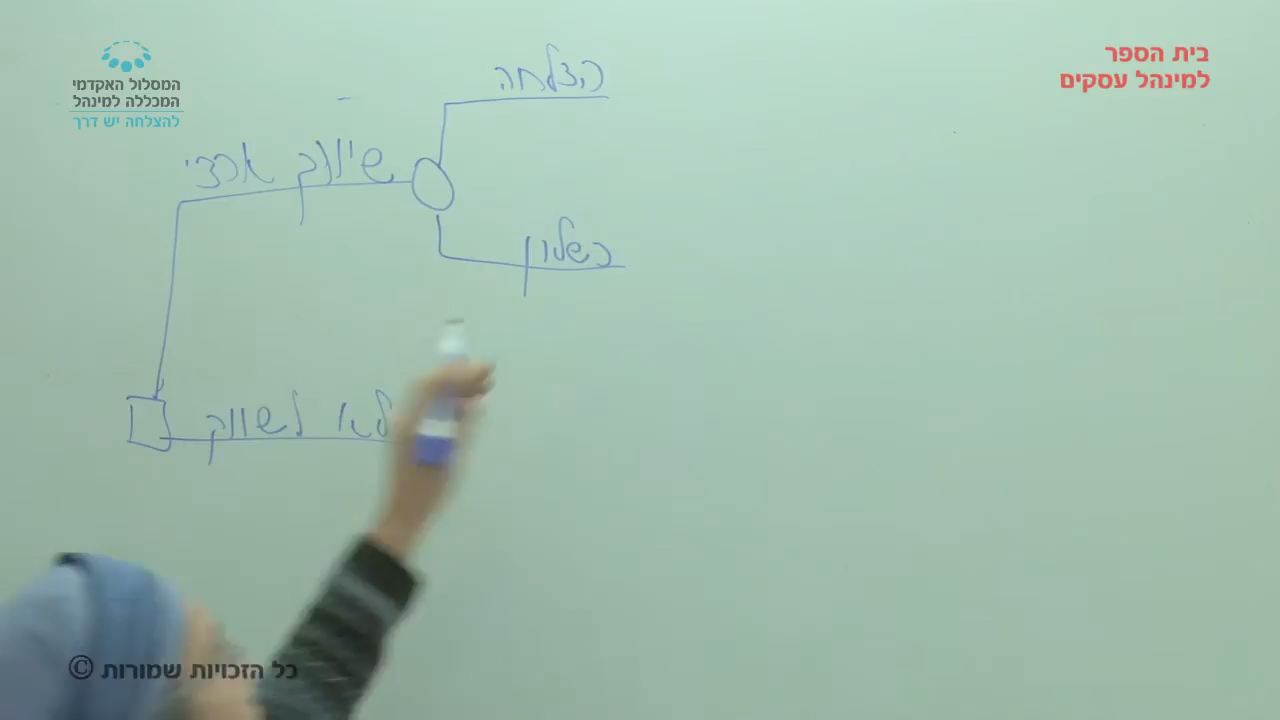 בית הספר
למינהל עסקים
המסלול האקדמי
המכללה למינהל
להצלחה יש דרך
הצלחה
שיווק ארצי
כשלון
לא לשווק
כל הזכויות שמורות ©